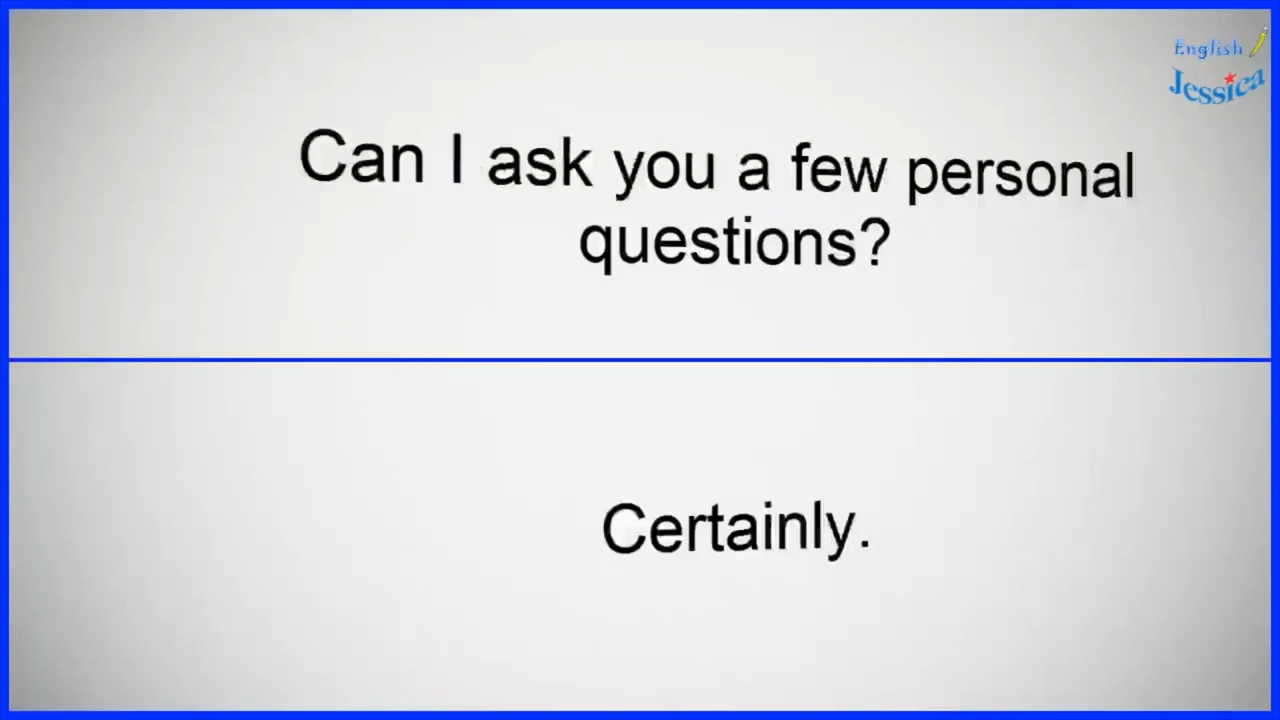 English
Jessica
Can I ask you a few personal
questions?
Certainly.